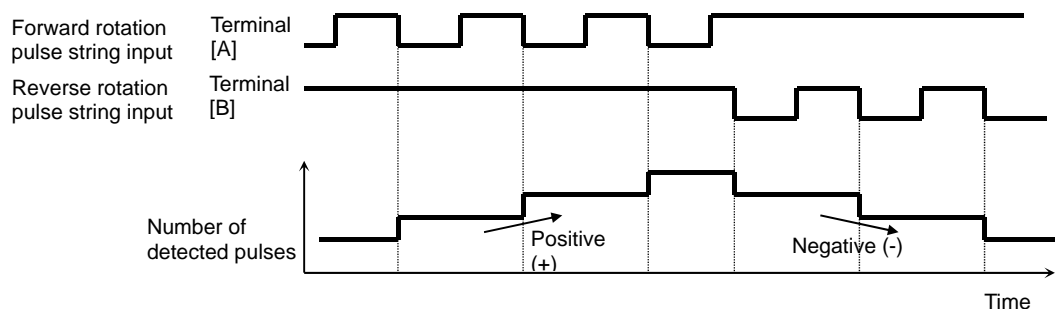 Forward rotation
pulse string input
Terminal
[A]
Reverse rotation
pulse string input
Terminal
[B]
Number of
detected pulses
Positive
(+)
Negative (-)
Time